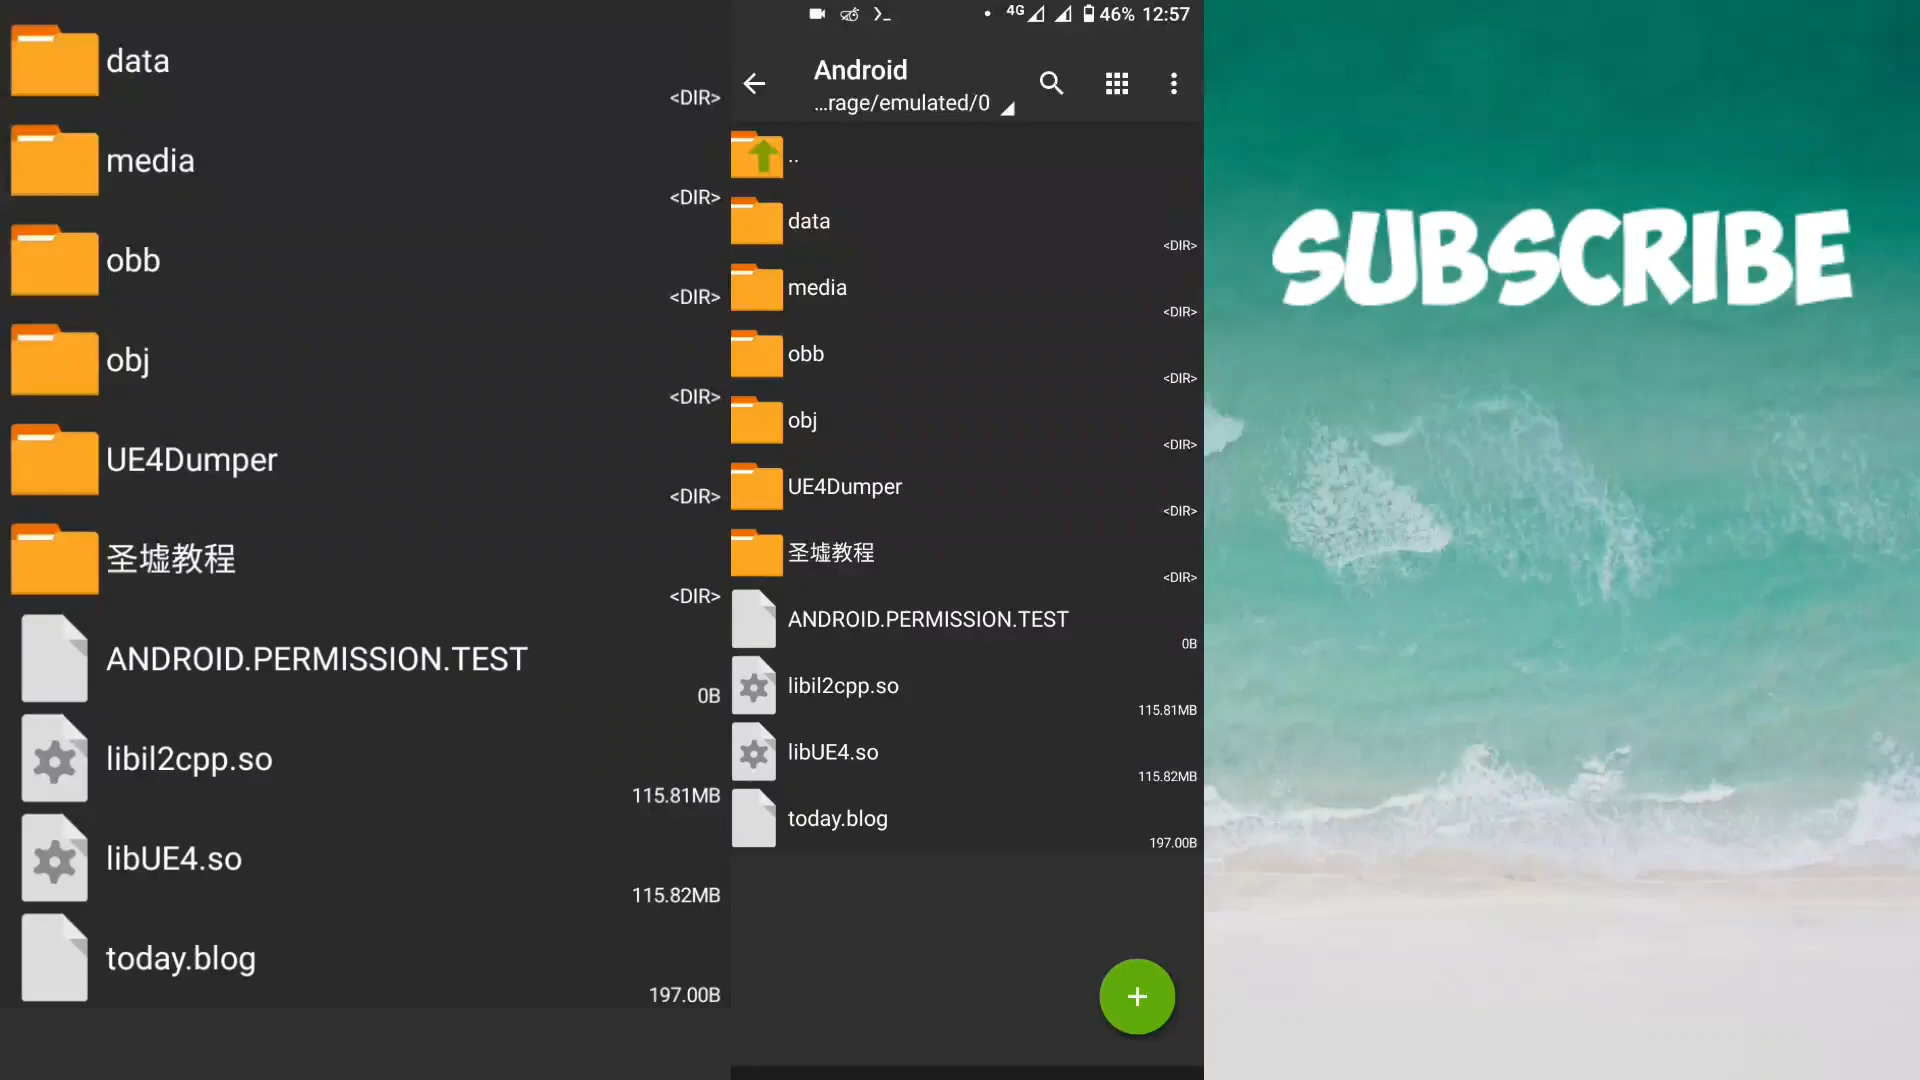 data
<DIR>
media
<DIR>
obb
<DIR>
obj
<DIR>
UE4Dumper
<DIR>
圣墟教程
<DIR>
ANDROID.PERMISSION.TEST
0B
libil2cpp.so
115.81MB
libUE4.so
115.82MB
today.blog
197.00B
4G 46% 12:57
Android
...rage/emulated/0
..
data
<DIR>
media
<DIR>
obb
<DIR>
obj
<DIR>
UE4Dumper
<DIR>
圣墟教程
<DIR>
ANDROID.PERMISSION.TEST
0B
libil2cpp.so
115.81MB
libUE4.so
115.82MB
today.blog
197.00B
SUBSCRIBE